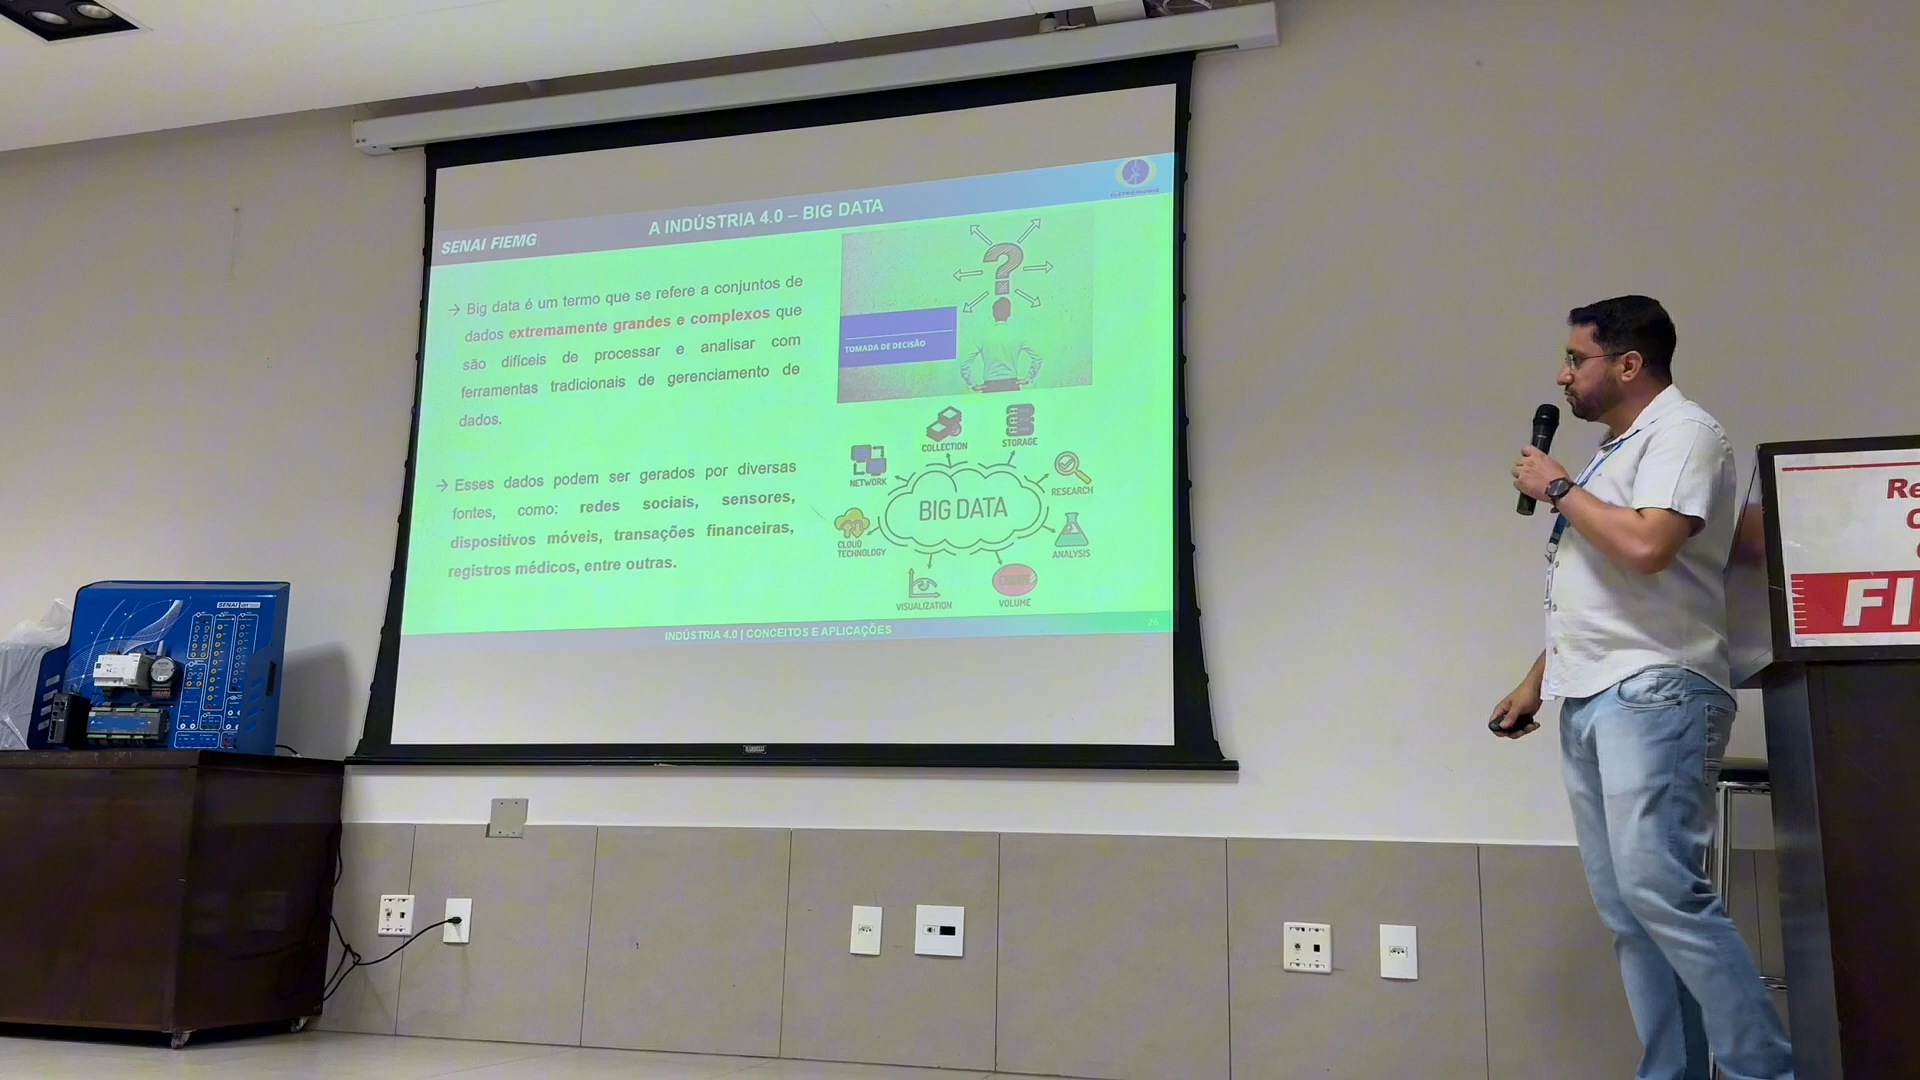 A INDÚSTRIA 4.0 – BIG DATA
SENAI FIEMG
→ Big data é um termo que se refere a conjuntos de
dados extremamente grandes e complexos que
são difíceis de processar e analisar com
ferramentas tradicionais de gerenciamento de
dados.
→ Esses dados podem ser gerados por diversas
fontes, como: redes sociais, sensores,
dispositivos móveis, transações financeiras,
registros médicos, entre outras.
?
TOMADA DE DECISÃO
COLLECTION
STORAGE
NETWORK
RESEARCH
BIG DATA
CLOUD
TECHNOLOGY
ANALYSIS
VISUALIZATION
VOLUME
INDÚSTRIA 4.0 | CONCEITOS E APLICAÇÕES
26
SENAI
Re
FI